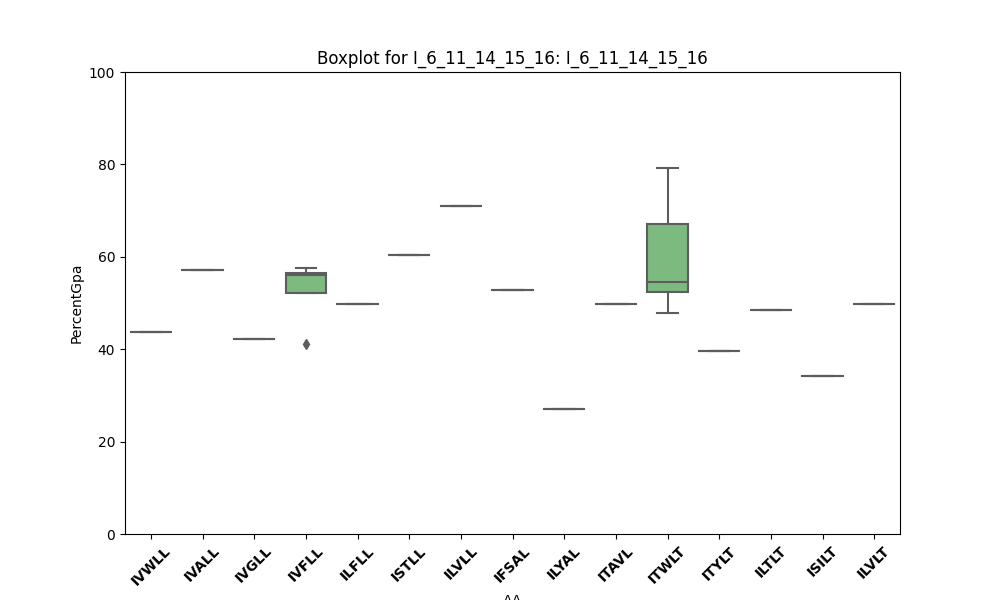 Boxplot for I_6_11_14_15_16: I_6_11_14_15_16
PercentGpa
100
80
60
40
20
0
IVWLL
IVALL
IVGLL
IVFLL
ILFLL
ISTLL
ILVLL
IFSAL
ILYAL
ITAVL
ITWLT
ITYLT
ILTLT
ISILT
ILVLT
AA